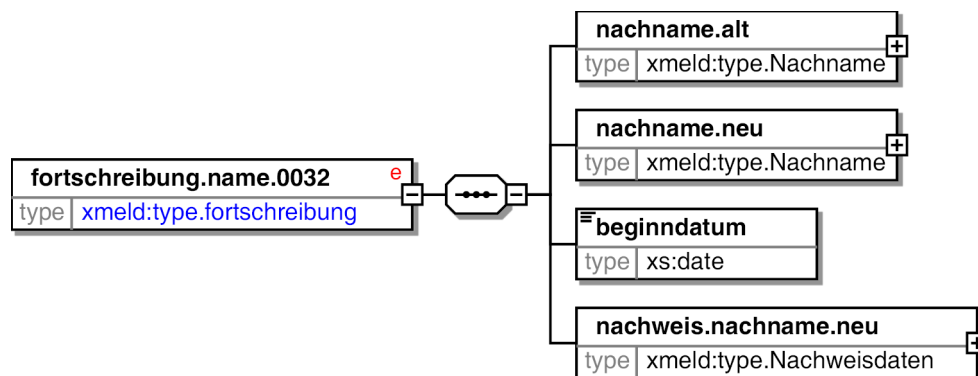 nachname.alt
type xmeld:type.Nachname
nachname.neu
type xmeld:type.Nachname
fortschreibung.name.0032 e
type xmeld:type.fortschreibung
beginndatum
type xs:date
nachweis.nachname.neu
type xmeld:type.Nachweisdaten